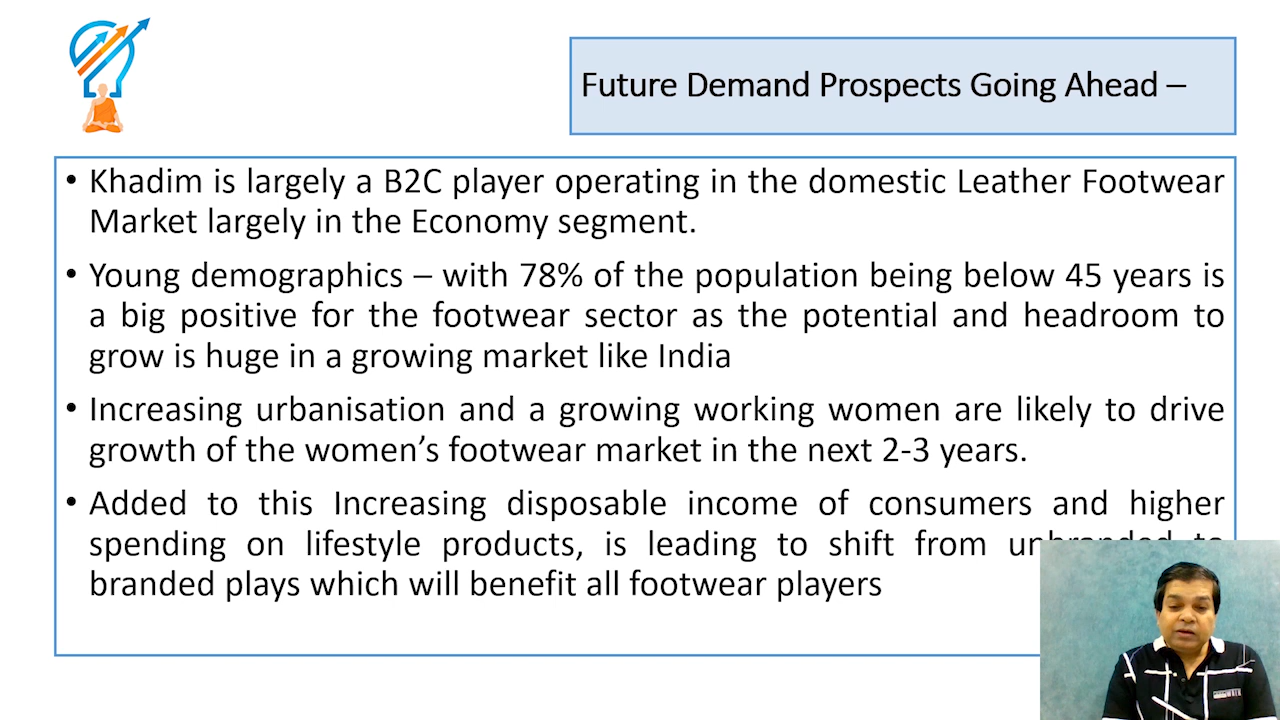 Future Demand Prospects Going Ahead –
• Khadim is largely a B2C player operating in the domestic Leather Footwear
Market largely in the Economy segment.
• Young demographics – with 78% of the population being below 45 years is
a big positive for the footwear sector as the potential and headroom to
grow is huge in a growing market like India
• Increasing urbanisation and a growing working women are likely to drive
growth of the women’s footwear market in the next 2-3 years.
• Added to this Increasing disposable income of consumers and higher
spending on lifestyle products, is leading to shift from unbranded to
branded plays which will benefit all footwear players